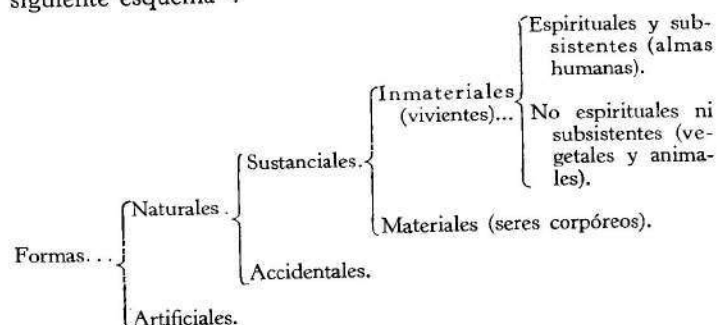 siguiente esquema
Espirituales y sub-
sistentes (almas
humanas).
Inmateriales
(vivientes)...
No espirituales ni
subsistentes (ve-
getales y anima-
les).
Sustanciales.
Naturales.
Materiales (seres corpóreos).
Formas...
Accidentales.
Artificiales.